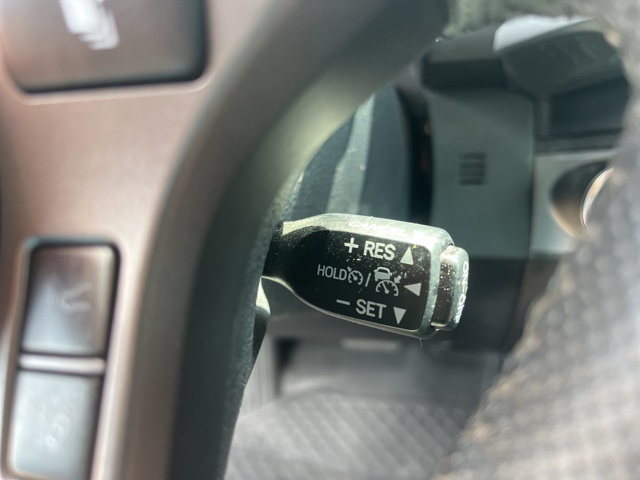 + RES ▲
HOLD / ◀
− SET ▼